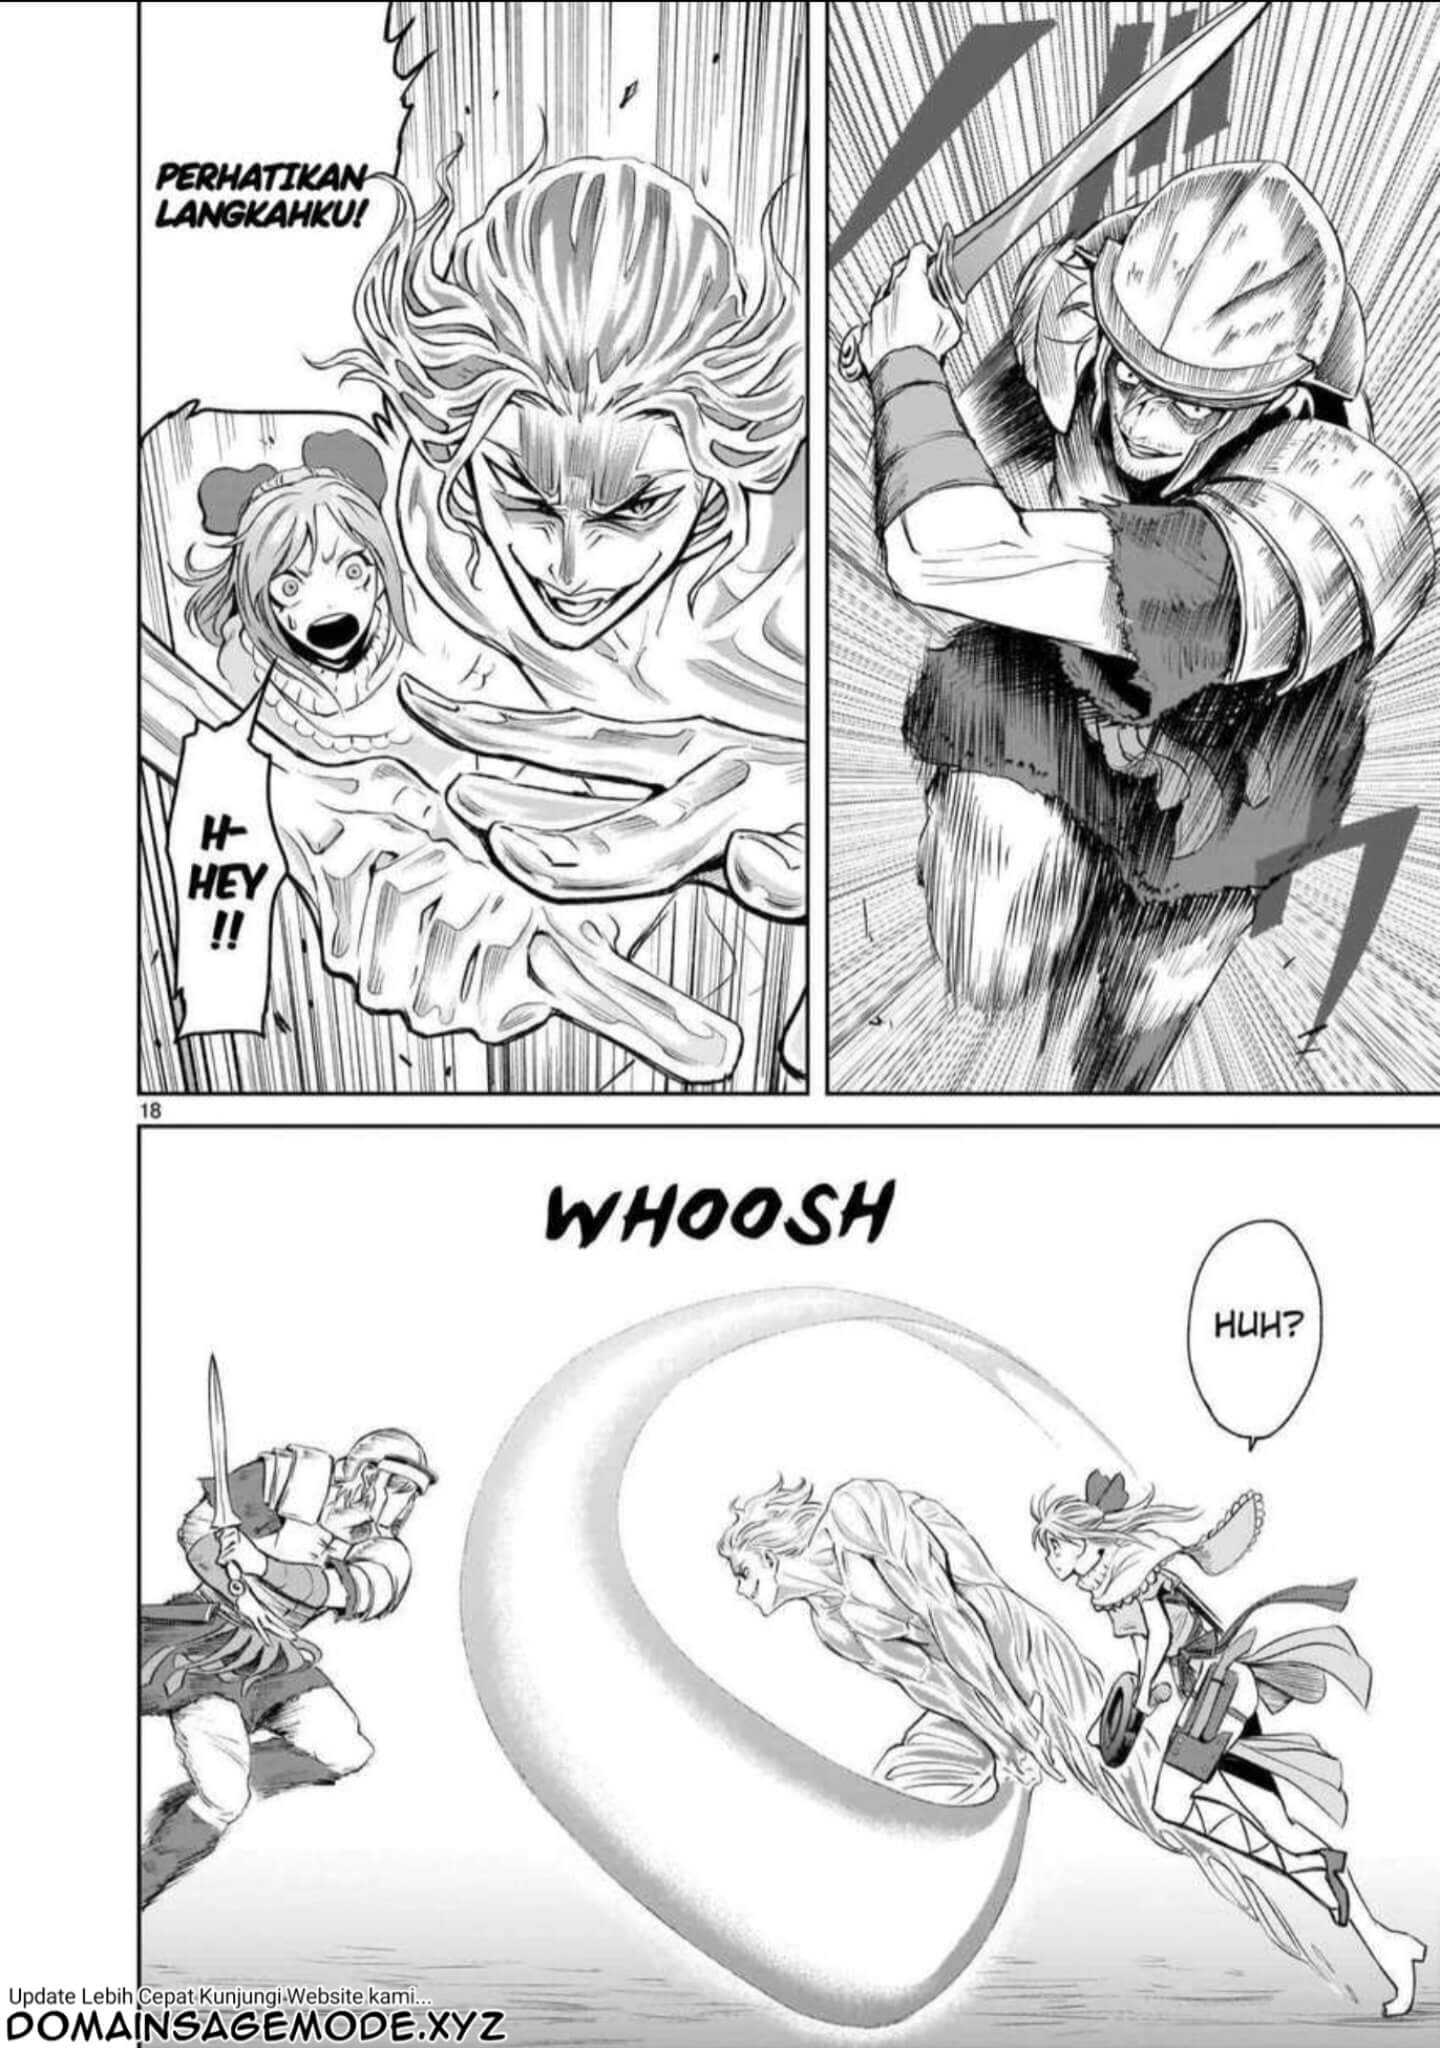 PERHATIKAN
LANGKAHKU!
H-
HEY
!!
18
WHOOSH
HUH?
Update Lebih Cepat Kunjungi Website kami...
DOMAINSAGEMODE.XYZ